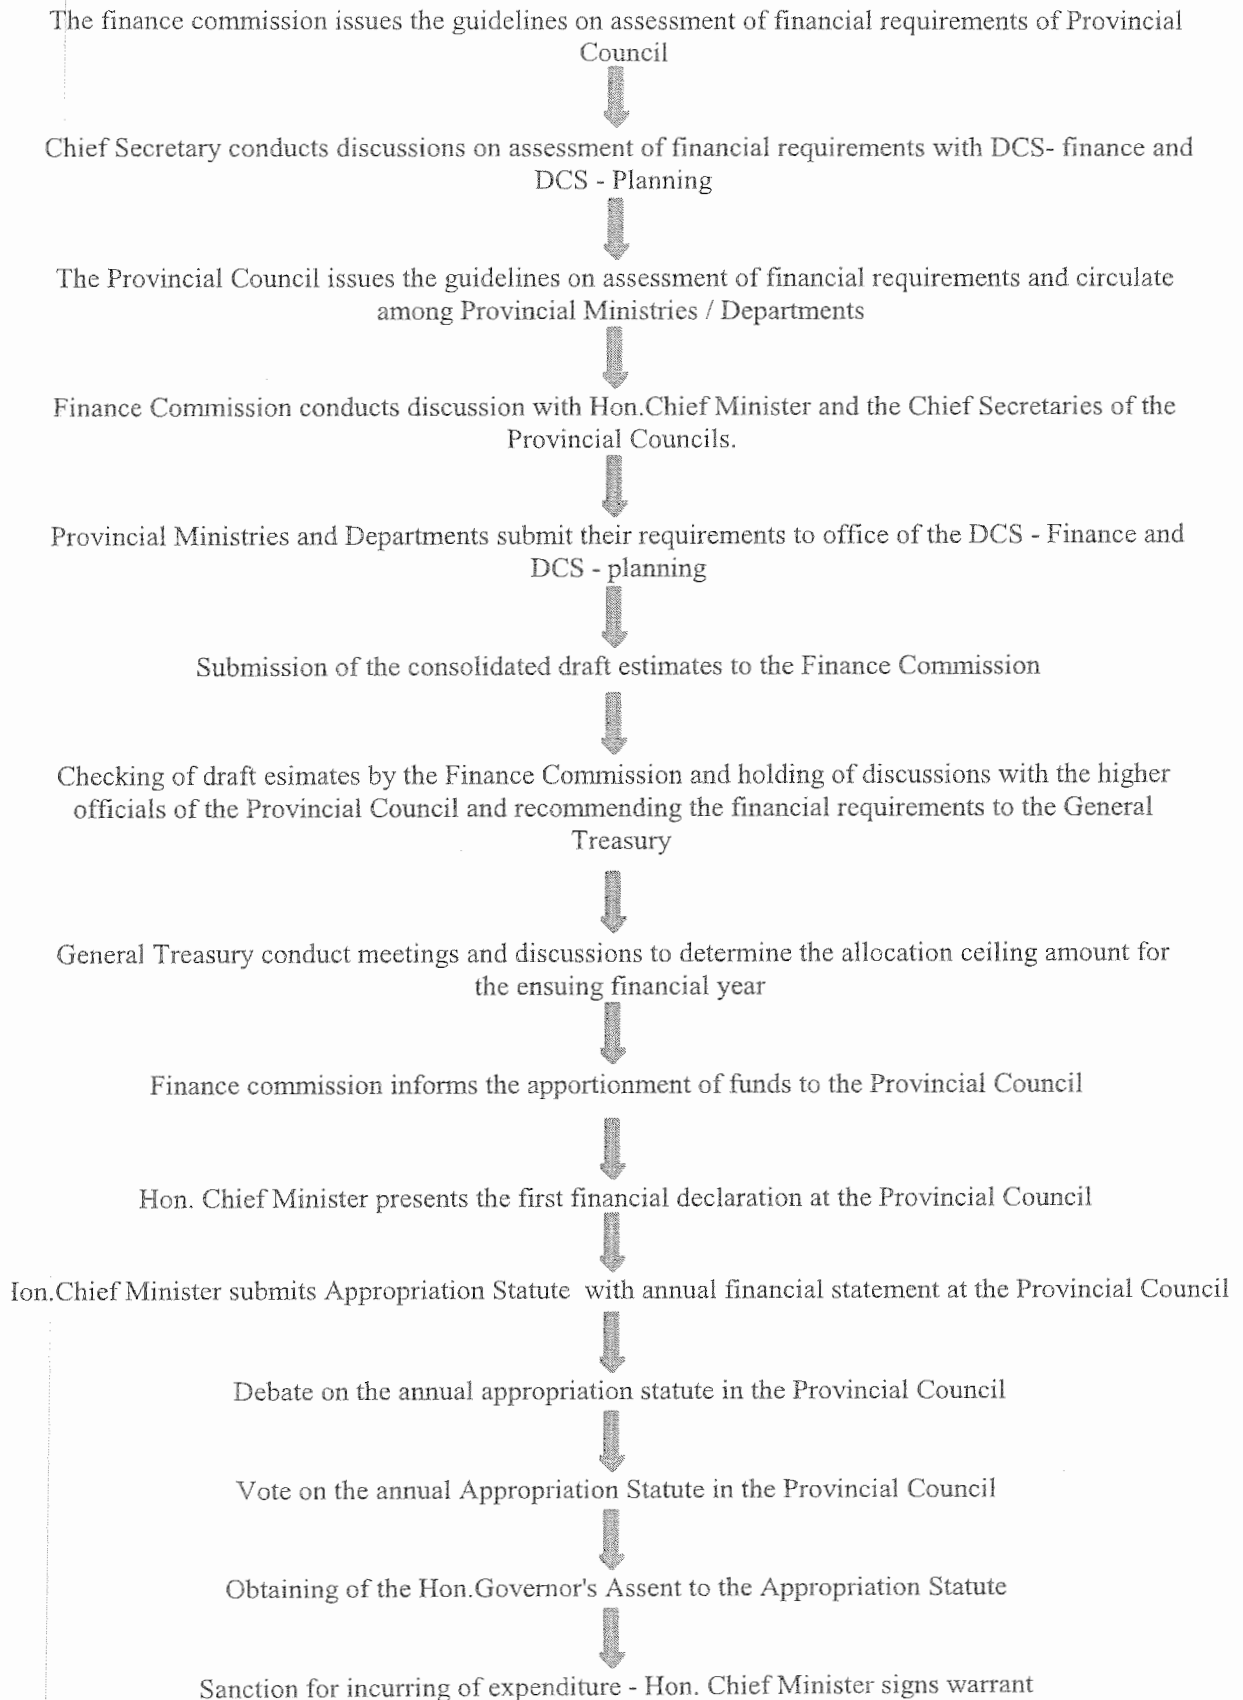 The finance commission issues the guidelines on assessment of financial requirements of Provincial
Council
Chief Secretary conducts discussions on assessment of financial requirements with DCS- finance and
DCS - Planning
The Provincial Council issues the guidelines on assessment of financial requirements and circulate
among Provincial Ministries / Departments
Finance Commission conducts discussion with Hon.Chief Minister and the Chief Secretaries of the
Provincial Councils.
Provincial Ministries and Departments submit their requirements to office of the DCS - Finance and
DCS - planning
Submission of the consolidated draft estimates to the Finance Commission
Checking of draft esimates by the Finance Commission and holding of discussions with the higher
officials of the Provincial Council and recommending the financial requirements to the General
Treasury
General Treasury conduct meetings and discussions to determine the allocation ceiling amount for
the ensuing financial year
Finance commission informs the apportionment of funds to the Provincial Council
Hon. Chief Minister presents the first financial declaration at the Provincial Council
Ion.Chief Minister submits Appropriation Statute with annual financial statement at the Provincial Council
Debate on the annual appropriation statute in the Provincial Council
Vote on the annual Appropriation Statute in the Provincial Council
Obtaining of the Hon.Governor's Assent to the Appropriation Statute
Sanction for incurring of expenditure - Hon. Chief Minister signs warrant